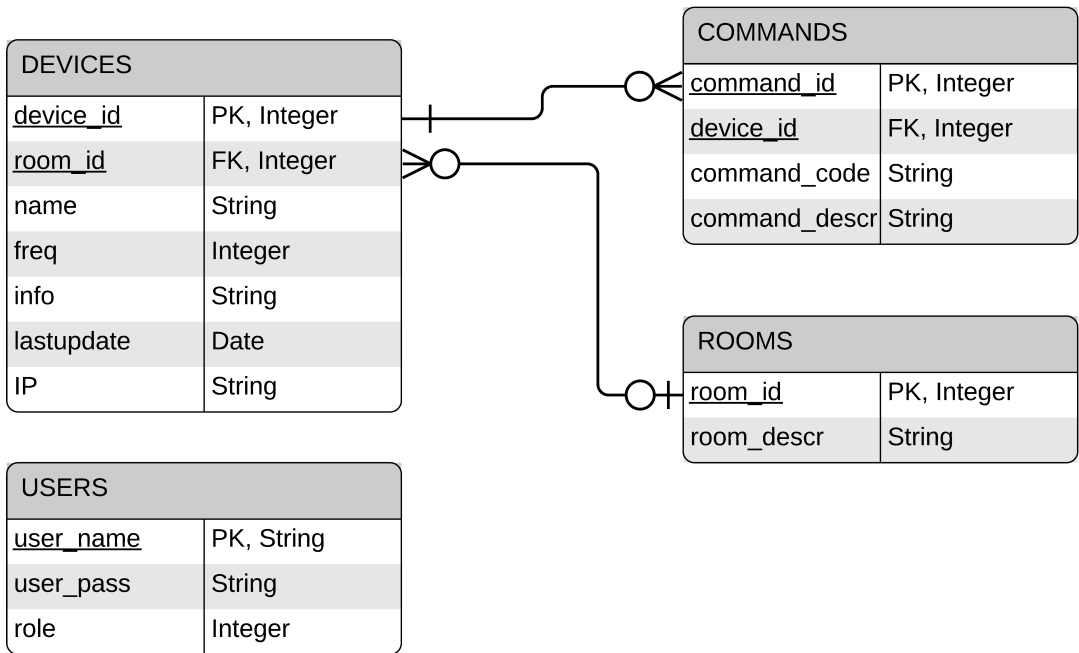 DEVICES
device_id PK, Integer
room_id FK, Integer
name String
freq Integer
info String
lastupdate Date
IP String
COMMANDS
command_id PK, Integer
device_id FK, Integer
command_code String
command_descr String
ROOMS
room_id PK, Integer
room_descr String
USERS
user_name PK, String
user_pass String
role Integer